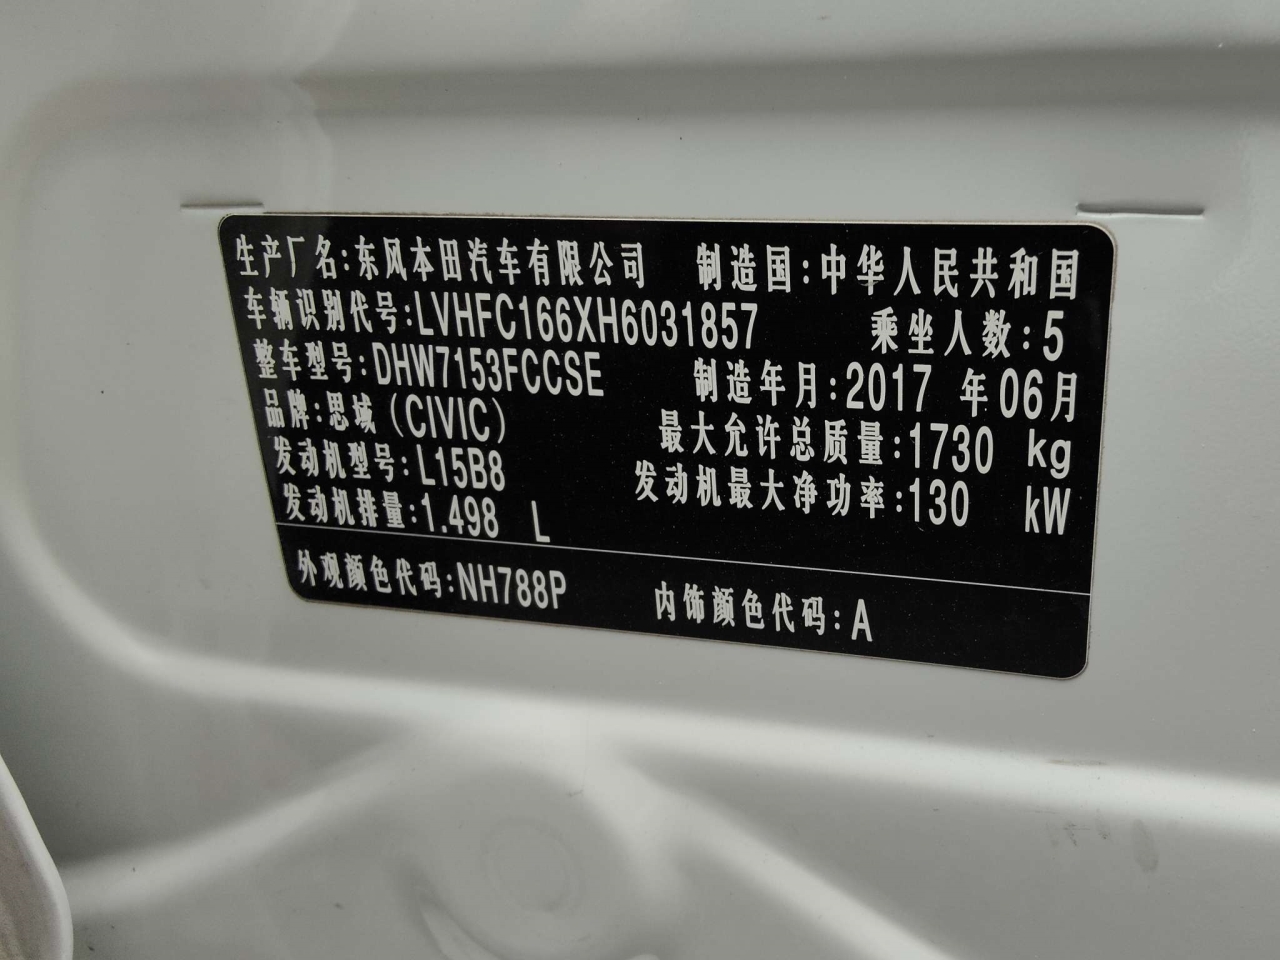 生产厂名:东风本田汽车有限公司 制造国:中华人民共和国
车辆识别代号:LVHFC166XH6031857 乘坐人数:5
整车型号:DHW7153FCCSE 制造年月:2017 年06月
品牌:思域(CIVIC) 最大允许总质量:1730 kg
发动机型号:L15B8 发动机最大净功率:130 kW
发动机排量:1.498 L
外观颜色代码:NH788P 内饰颜色代码:A